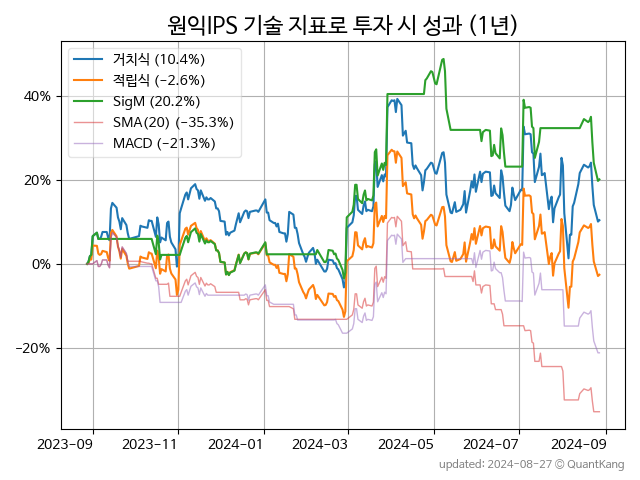 원익IPS 기술 지표로 투자 시 성과 (1년)
거치식 (10.4%)
적립식 (−2.6%)
SigM (20.2%)
SMA(20) (−35.3%)
MACD (−21.3%)
40%
20%
0%
−20%
2023-09 2023-11 2024-01 2024-03 2024-05 2024-07 2024-09
updated: 2024-08-27 © QuantKang